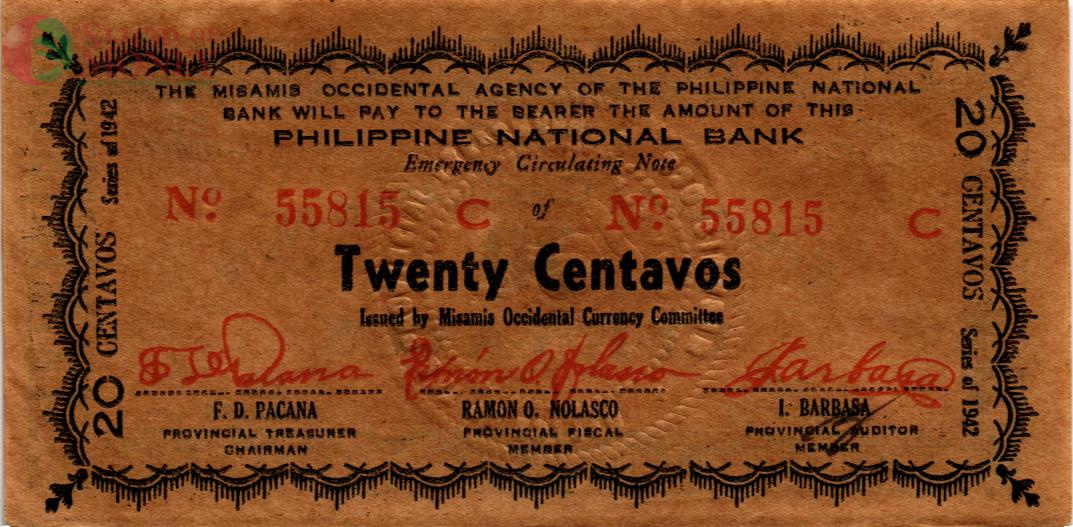 THE MISAMIS OCCIDENTAL AGENCY OF THE PHILIPPINE NATIONAL
BANK WILL PAY TO THE BEARER THE AMOUNT OF THIS
PHILIPPINE NATIONAL BANK
Emergency Circulating Note
Nº 55815 C of Nº 55815 C
Twenty Centavos
Issued by Misamis Occidental Currency Committee
F. D. PACANA
PROVINCIAL TREASURER
CHAIRMAN
RAMON O. NOLASCO
PROVINCIAL FISCAL
MEMBER
I. BARBASA
PROVINCIAL AUDITOR
MEMBER
20 CENTAVOS Series of 1942
20 CENTAVOS Series of 1942